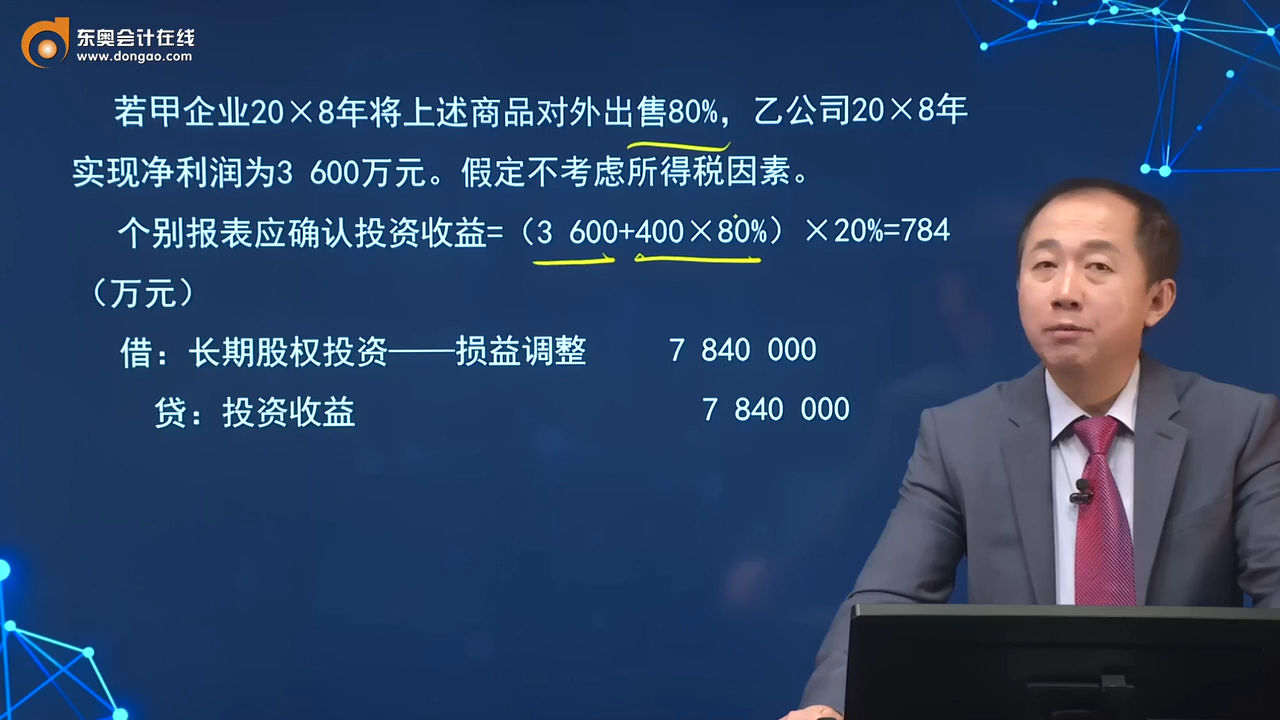 东奥会计在线
www.dongao.com
若甲企业20×8年将上述商品对外出售80%，乙公司20×8年
实现净利润为3 600万元。假定不考虑所得税因素。
个别报表应确认投资收益=（3 600+400×80%）×20%=784
（万元）
借：长期股权投资——损益调整 7 840 000
贷：投资收益 7 840 000